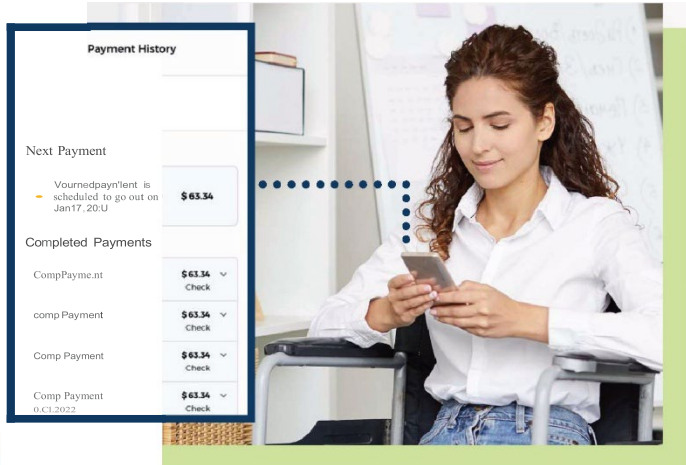 Payment History
Next Payment
Vournedpayn'lent is
scheduled to go out on
Jan17,20:U
$63.34
Completed Payments
CompPayme.nt
$63.34
Check
comp Payment
$63.34
Check
Comp Payment
$63.34
Check
Comp Payment
0.CI.2022
$63.34
Check